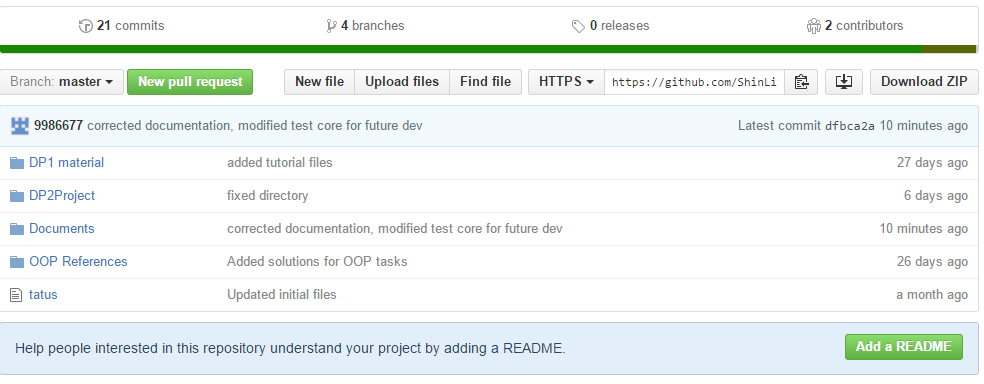 21 commits 4 branches 0 releases 2 contributors
Branch: master New pull request New file Upload files Find file HTTPS https://github.com/ShinLi Download ZIP
9986677 corrected documentation, modified test core for future dev Latest commit dfbca2a 10 minutes ago
DP1 material added tutorial files 27 days ago
DP2Project fixed directory 6 days ago
Documents corrected documentation, modified test core for future dev 10 minutes ago
OOP References Added solutions for OOP tasks 26 days ago
tatus Updated initial files a month ago
Help people interested in this repository understand your project by adding a README. Add a README